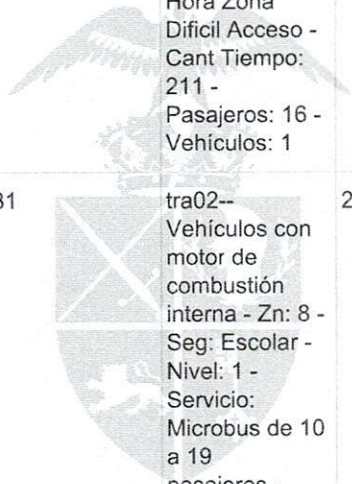 Hora Zona
Dificil Acceso -
Cant Tiempo:
211 -
Pasajeros: 16 -
Vehículos: 1
31
tra02--
2
Vehículos con
motor de
combustión
interna - Zn: 8 -
Seg: Escolar -
Nivel: 1 -
Servicio:
Microbus de 10
a 19
pasajeros